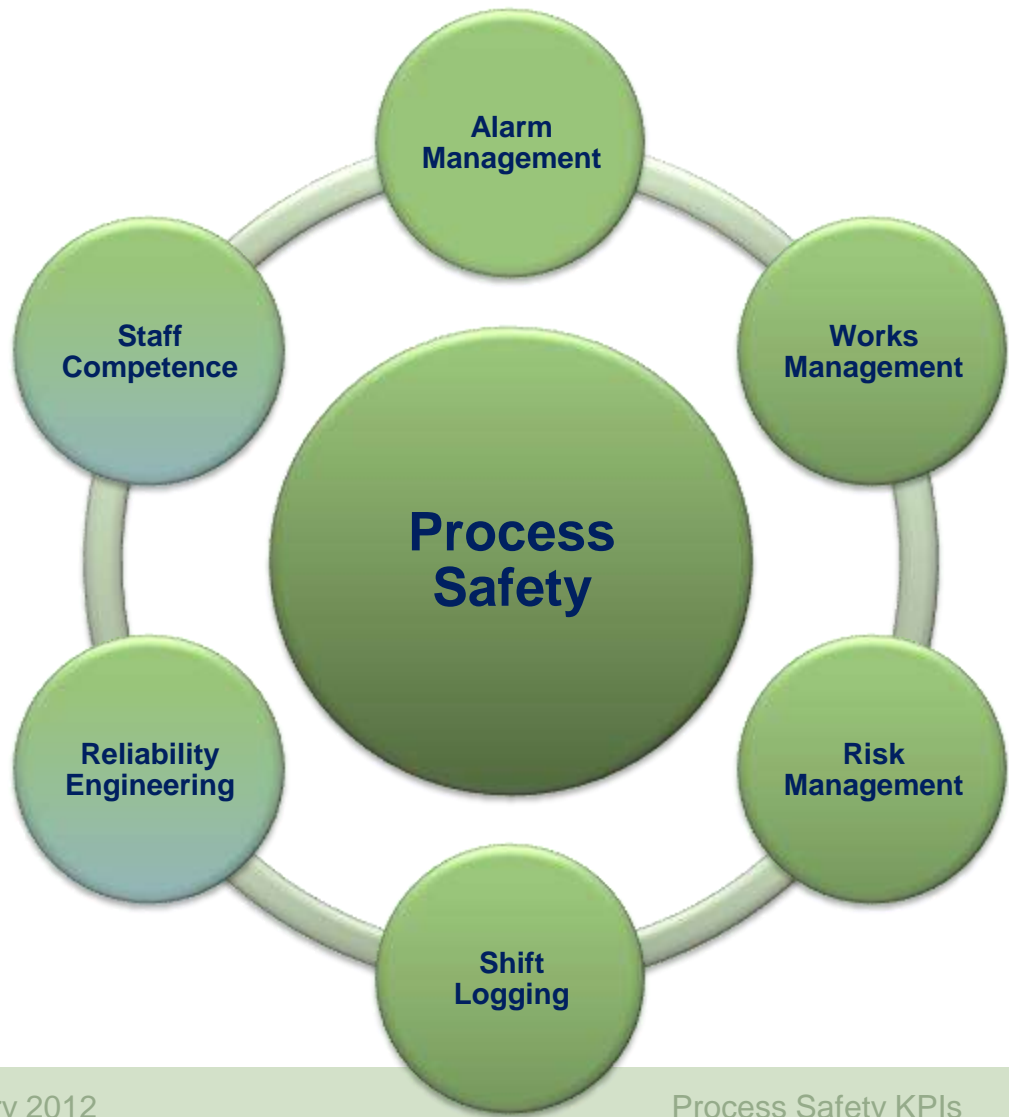 Alarm
Management
Staff
Competence
Works
Management
Process
Safety
Reliability
Engineering
Risk
Management
Shift
Logging
2012
Process Safety KPIs